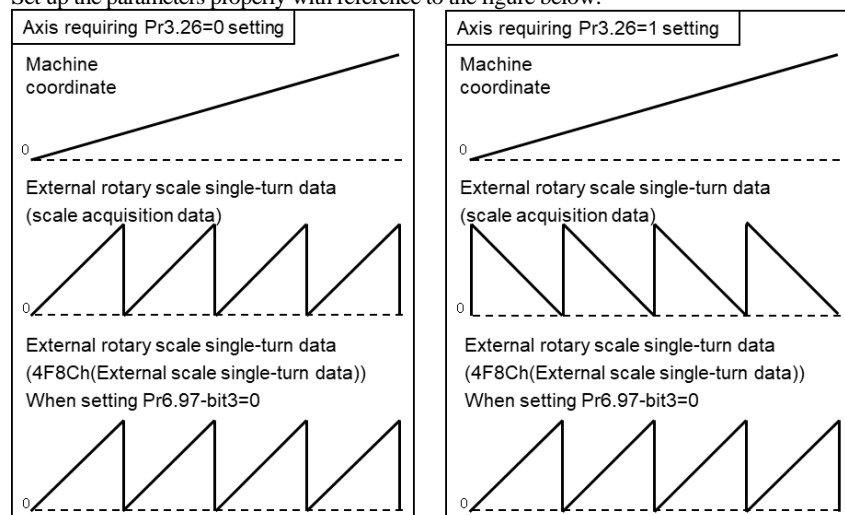 Set up the parameters properly with reference to the figure below.
Axis requiring Pr3.26=0 setting
Machine
coordinate
0
External rotary scale single-turn data
(scale acquisition data)
0
External rotary scale single-turn data
(4F8Ch(External scale single-turn data))
When setting Pr6.97-bit3=0
0
Axis requiring Pr3.26=1 setting
Machine
coordinate
0
External rotary scale single-turn data
(scale acquisition data)
0
External rotary scale single-turn data
(4F8Ch(External scale single-turn data))
When setting Pr6.97-bit3=0
0